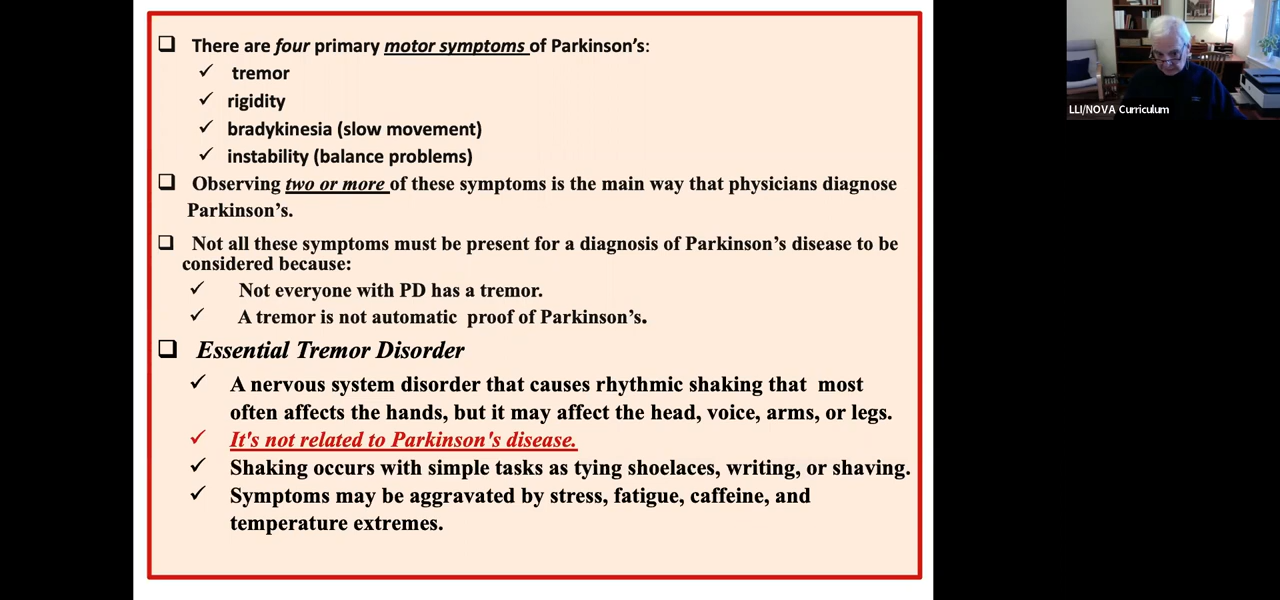 There are four primary motor symptoms of Parkinson's:
tremor
rigidity
bradykinesia (slow movement)
instability (balance problems)
Observing two or more of these symptoms is the main way that physicians diagnose
Parkinson's.
Not all these symptoms must be present for a diagnosis of Parkinson's disease to be
considered because:
Not everyone with PD has a tremor.
A tremor is not automatic proof of Parkinson's.
Essential Tremor Disorder
A nervous system disorder that causes rhythmic shaking that most
often affects the hands, but it may affect the head, voice, arms, or legs.
It's not related to Parkinson's disease.
Shaking occurs with simple tasks as tying shoelaces, writing, or shaving.
Symptoms may be aggravated by stress, fatigue, caffeine, and
temperature extremes.
LLI/NOVA Curriculum